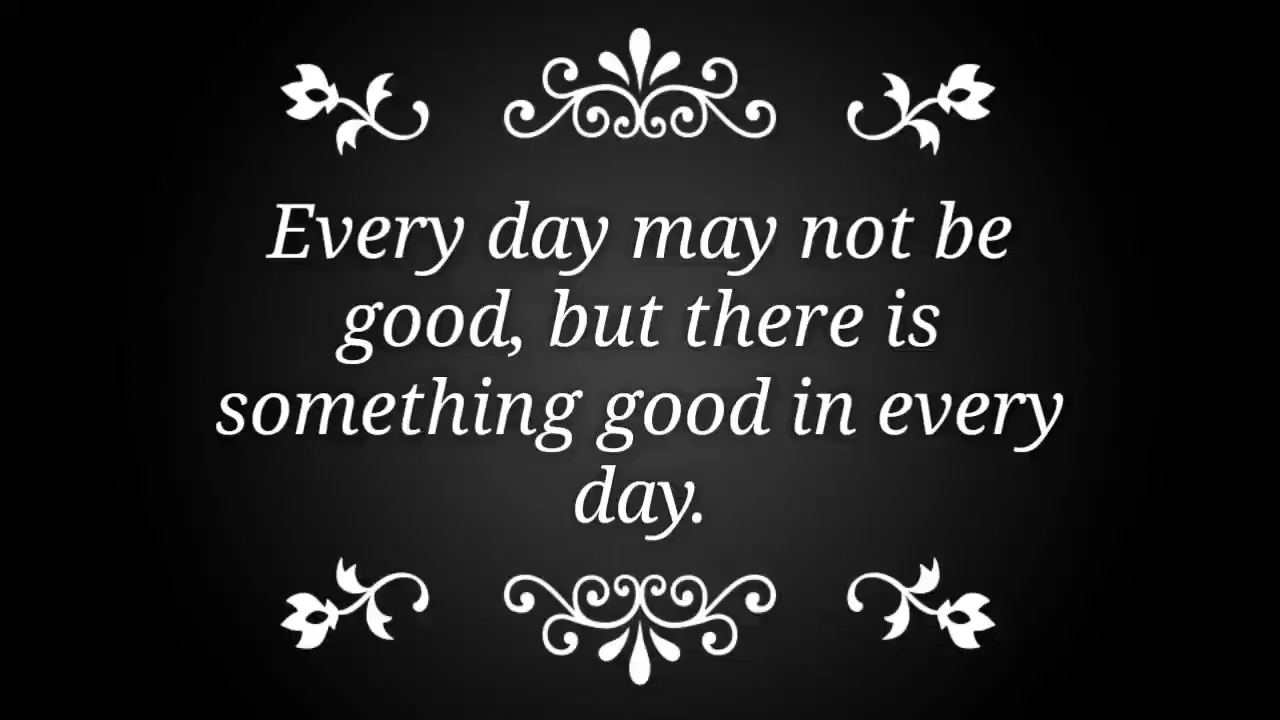 Every day may not be
good, but there is
something good in every
day.